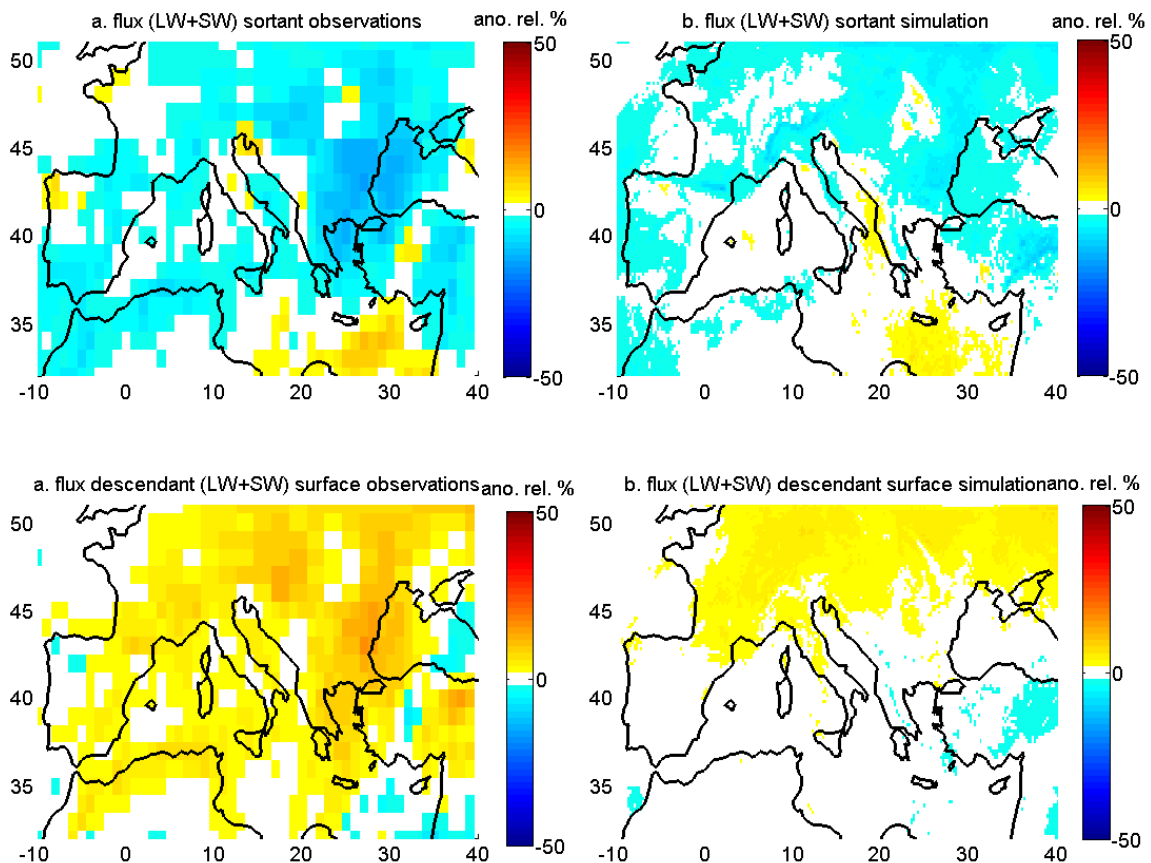 a. flux (LW+SW) sortant observations
ano. rel. %
50
45
40
35
-10 0 10 20 30 40
50
0
-50
b. flux (LW+SW) sortant simulation
ano. rel. %
50
45
40
35
-10 0 10 20 30 40
50
0
-50
a. flux descendant (LW+SW) surface observations
ano. rel. %
50
45
40
35
-10 0 10 20 30 40
50
0
-50
b. flux (LW+SW) descendant surface simulation
ano. rel. %
50
45
40
35
-10 0 10 20 30 40
50
0
-50